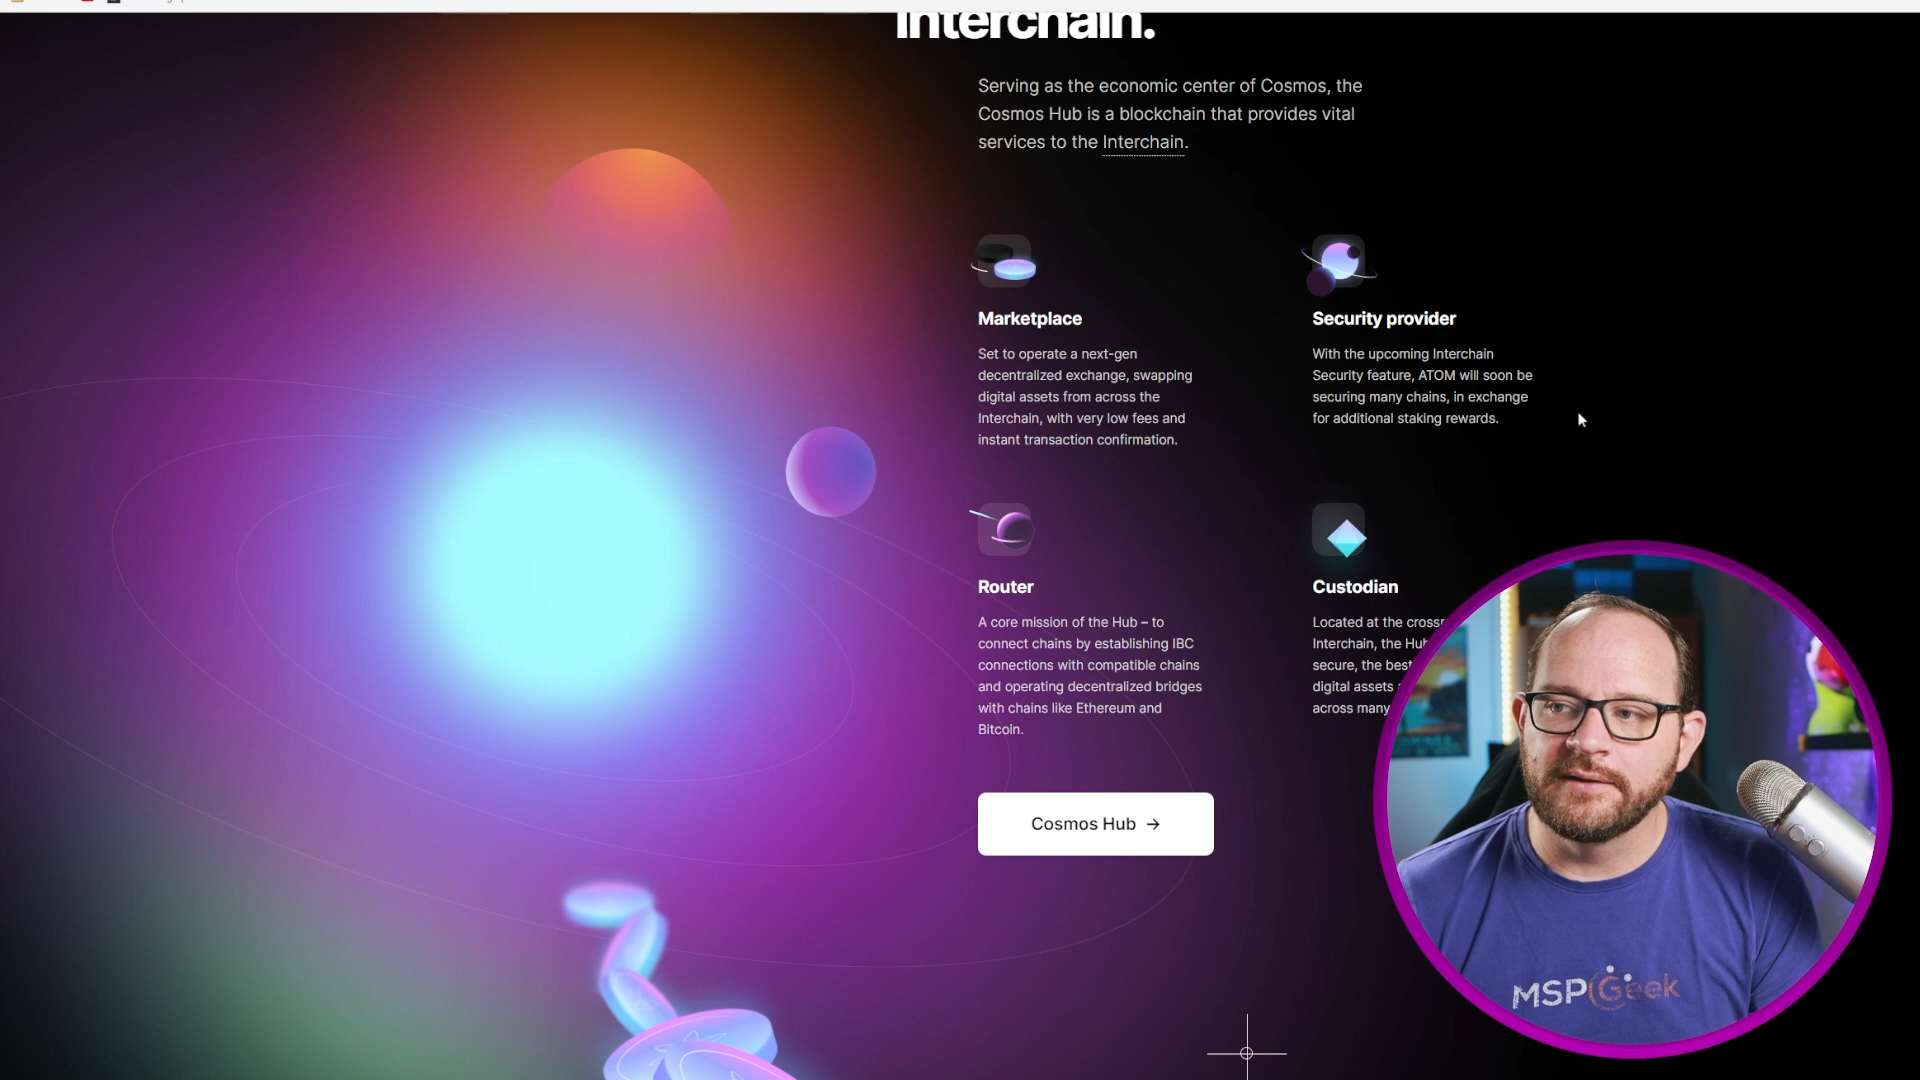 Interchain.
Serving as the economic center of Cosmos, the
Cosmos Hub is a blockchain that provides vital
services to the Interchain.
Marketplace
Set to operate a next-gen
decentralized exchange, swapping
digital assets from across the
Interchain, with very low fees and
instant transaction confirmation.
Security provider
With the upcoming Interchain
Security feature, ATOM will soon be
securing many chains, in exchange
for additional staking rewards.
Router
A core mission of the Hub – to
connect chains by establishing IBC
connections with compatible chains
and operating decentralized bridges
with chains like Ethereum and
Bitcoin.
Custodian
Located at the
Interchain, the Hub
secure, the best
digital assets
across many
Cosmos Hub →
MSP(Geek